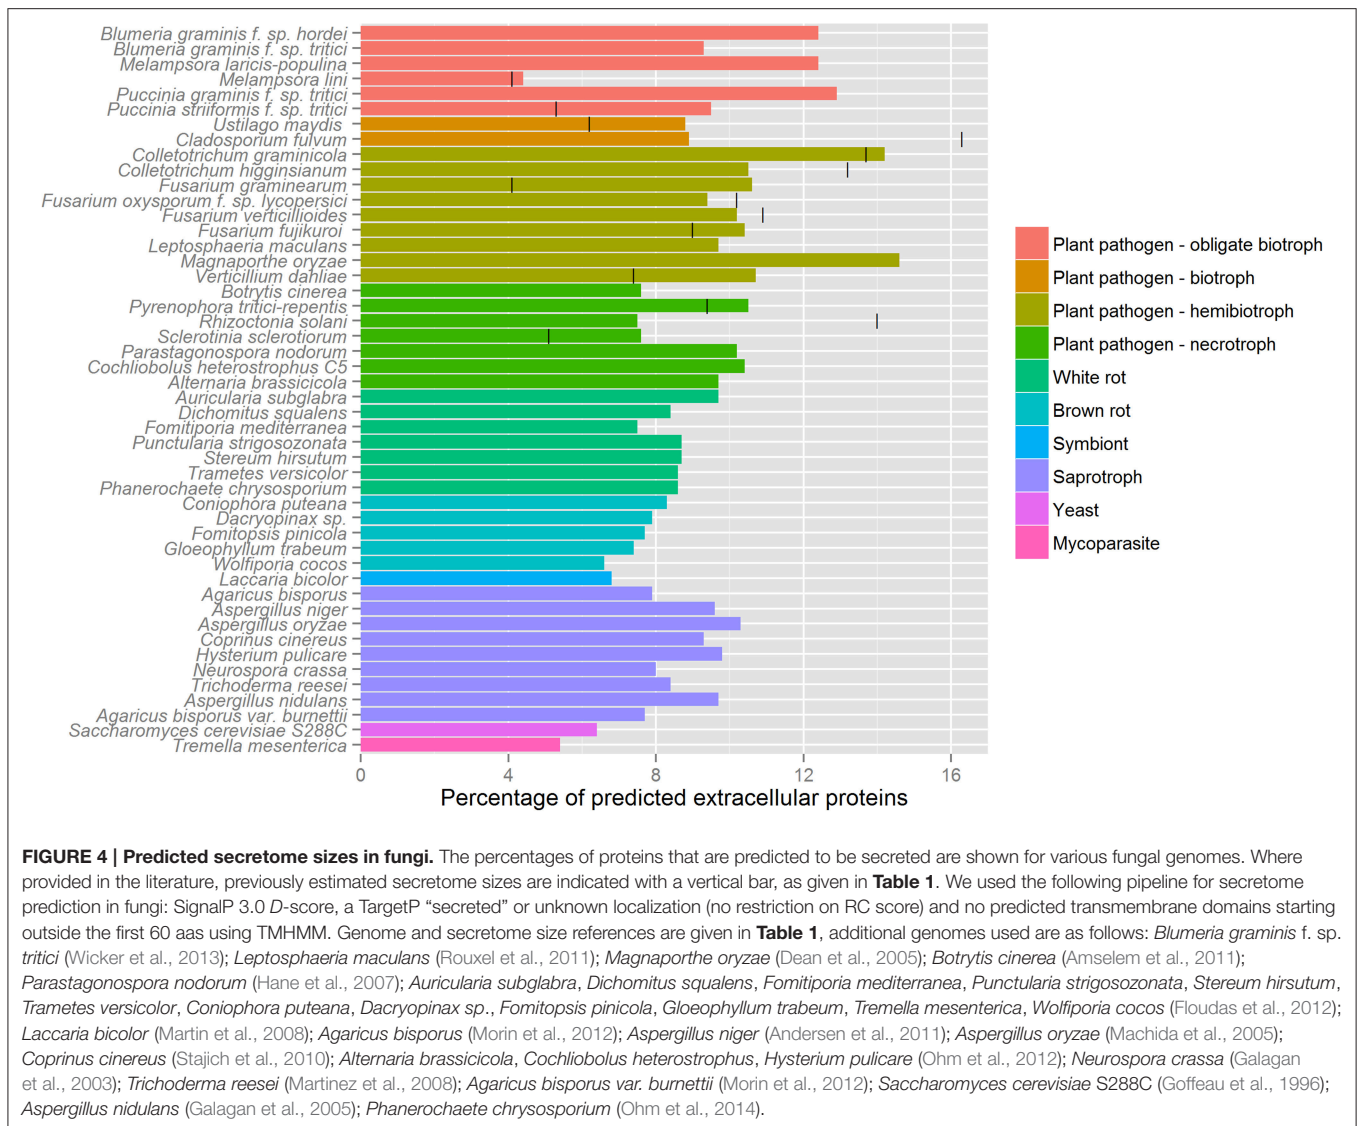 Blumeria graminis f. sp. hordei
Blumeria graminis f. sp. tritici
Melampsora laricis-populina
Melampsora lini
Puccinia graminis f. sp. tritici
Puccinia striiformis f. sp. tritici
Ustilago maydis
Cladosporium fulvum
Colletotrichum graminicola
Colletotrichum higginsianum
Fusarium graminearum
Fusarium oxysporum f. sp. lycopersici
Fusarium verticillioides
Fusarium fujikuroi
Leptosphaeria maculans
Magnaporthe oryzae
Verticillium dahliae
Botrytis cinerea
Pyrenophora tritici-repentis
Rhizoctonia solani
Sclerotinia sclerotiorum
Parastagonospora nodorum
Cochliobolus heterostrophus C5
Alternaria brassicicola
Auricularia subglabra
Dichomitus squalens
Fomitiporia mediterranea
Punctularia strigosozonata
Stereum hirsutum
Trametes versicolor
Phanerochaete chrysosporium
Coniophora puteana
Dacryopinax sp.
Fomitopsis pinicola
Gloeophyllum trabeum
Wolfiporia cocos
Laccaria bicolor
Agaricus bisporus
Aspergillus niger
Aspergillus oryzae
Coprinus cinereus
Hysterium pulicare
Neurospora crassa
Trichoderma reesei
Aspergillus nidulans
Agaricus bisporus var. burnettii
Saccharomyces cerevisiae S288C
Tremella mesenterica
0 4 8 12 16
Percentage of predicted extracellular proteins
Plant pathogen - obligate biotroph
Plant pathogen - biotroph
Plant pathogen - hemibiotroph
Plant pathogen - necrotroph
White rot
Brown rot
Symbiont
Saprotroph
Yeast
Mycoparasite
FIGURE 4 | Predicted secretome sizes in fungi. The percentages of proteins that are predicted to be secreted are shown for various fungal genomes. Where
provided in the literature, previously estimated secretome sizes are indicated with a vertical bar, as given in Table 1. We used the following pipeline for secretome
prediction in fungi: SignalP 3.0 D-score, a TargetP “secreted” or unknown localization (no restriction on RC score) and no predicted transmembrane domains starting
outside the first 60 aas using TMHMM. Genome and secretome size references are given in Table 1, additional genomes used are as follows: Blumeria graminis f. sp.
tritici (Wicker et al., 2013); Leptosphaeria maculans (Rouxel et al., 2011); Magnaporthe oryzae (Dean et al., 2005); Botrytis cinerea (Amselem et al., 2011);
Parastagonospora nodorum (Hane et al., 2007); Auricularia subglabra, Dichomitus squalens, Fomitiporia mediterranea, Punctularia strigosozonata, Stereum hirsutum,
Trametes versicolor, Coniophora puteana, Dacryopinax sp., Fomitopsis pinicola, Gloeophyllum trabeum, Tremella mesenterica, Wolfiporia cocos (Floudas et al., 2012);
Laccaria bicolor (Martin et al., 2008); Agaricus bisporus (Morin et al., 2012); Aspergillus niger (Andersen et al., 2011); Aspergillus oryzae (Machida et al., 2005);
Coprinus cinereus (Stajich et al., 2010); Alternaria brassicicola, Cochliobolus heterostrophus, Hysterium pulicare (Ohm et al., 2012); Neurospora crassa (Galagan
et al., 2003); Trichoderma reesei (Martinez et al., 2008); Agaricus bisporus var. burnettii (Morin et al., 2012); Saccharomyces cerevisiae S288C (Goffeau et al., 1996);
Aspergillus nidulans (Galagan et al., 2005); Phanerochaete chrysosporium (Ohm et al., 2014).